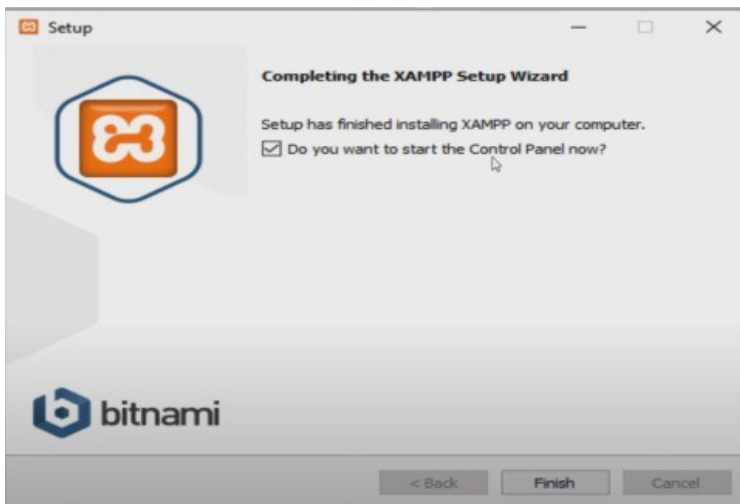 Setup
Completing the XAMPP Setup Wizard
Setup has finished installing XAMPP on your computer.
Do you want to start the Control Panel now?
bitnami
< Back
Finish
Cancel